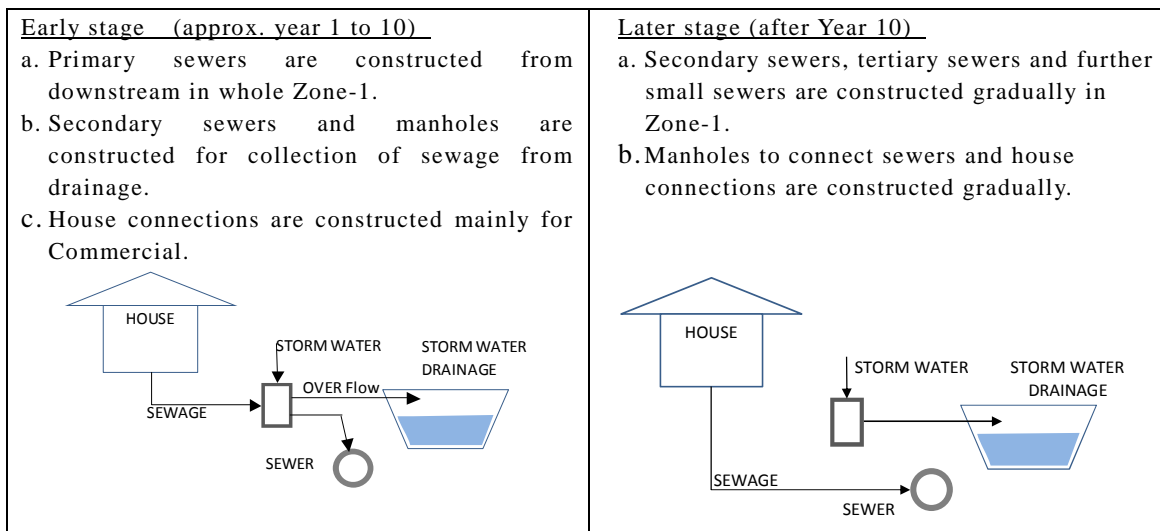 Early stage (approx. year 1 to 10)
a. Primary sewers are constructed from
downstream in whole Zone-1.
b. Secondary sewers and manholes are
constructed for collection of sewage from
drainage.
c. House connections are constructed mainly for
Commercial.
HOUSE
STORM WATER
STORM WATER
DRAINAGE
OVER Flow
SEWAGE
SEWER
Later stage (after Year 10)
a. Secondary sewers, tertiary sewers and further
small sewers are constructed gradually in
Zone-1.
b.Manholes to connect sewers and house
connections are constructed gradually.
HOUSE
STORM WATER
STORM WATER
DRAINAGE
SEWAGE
SEWER